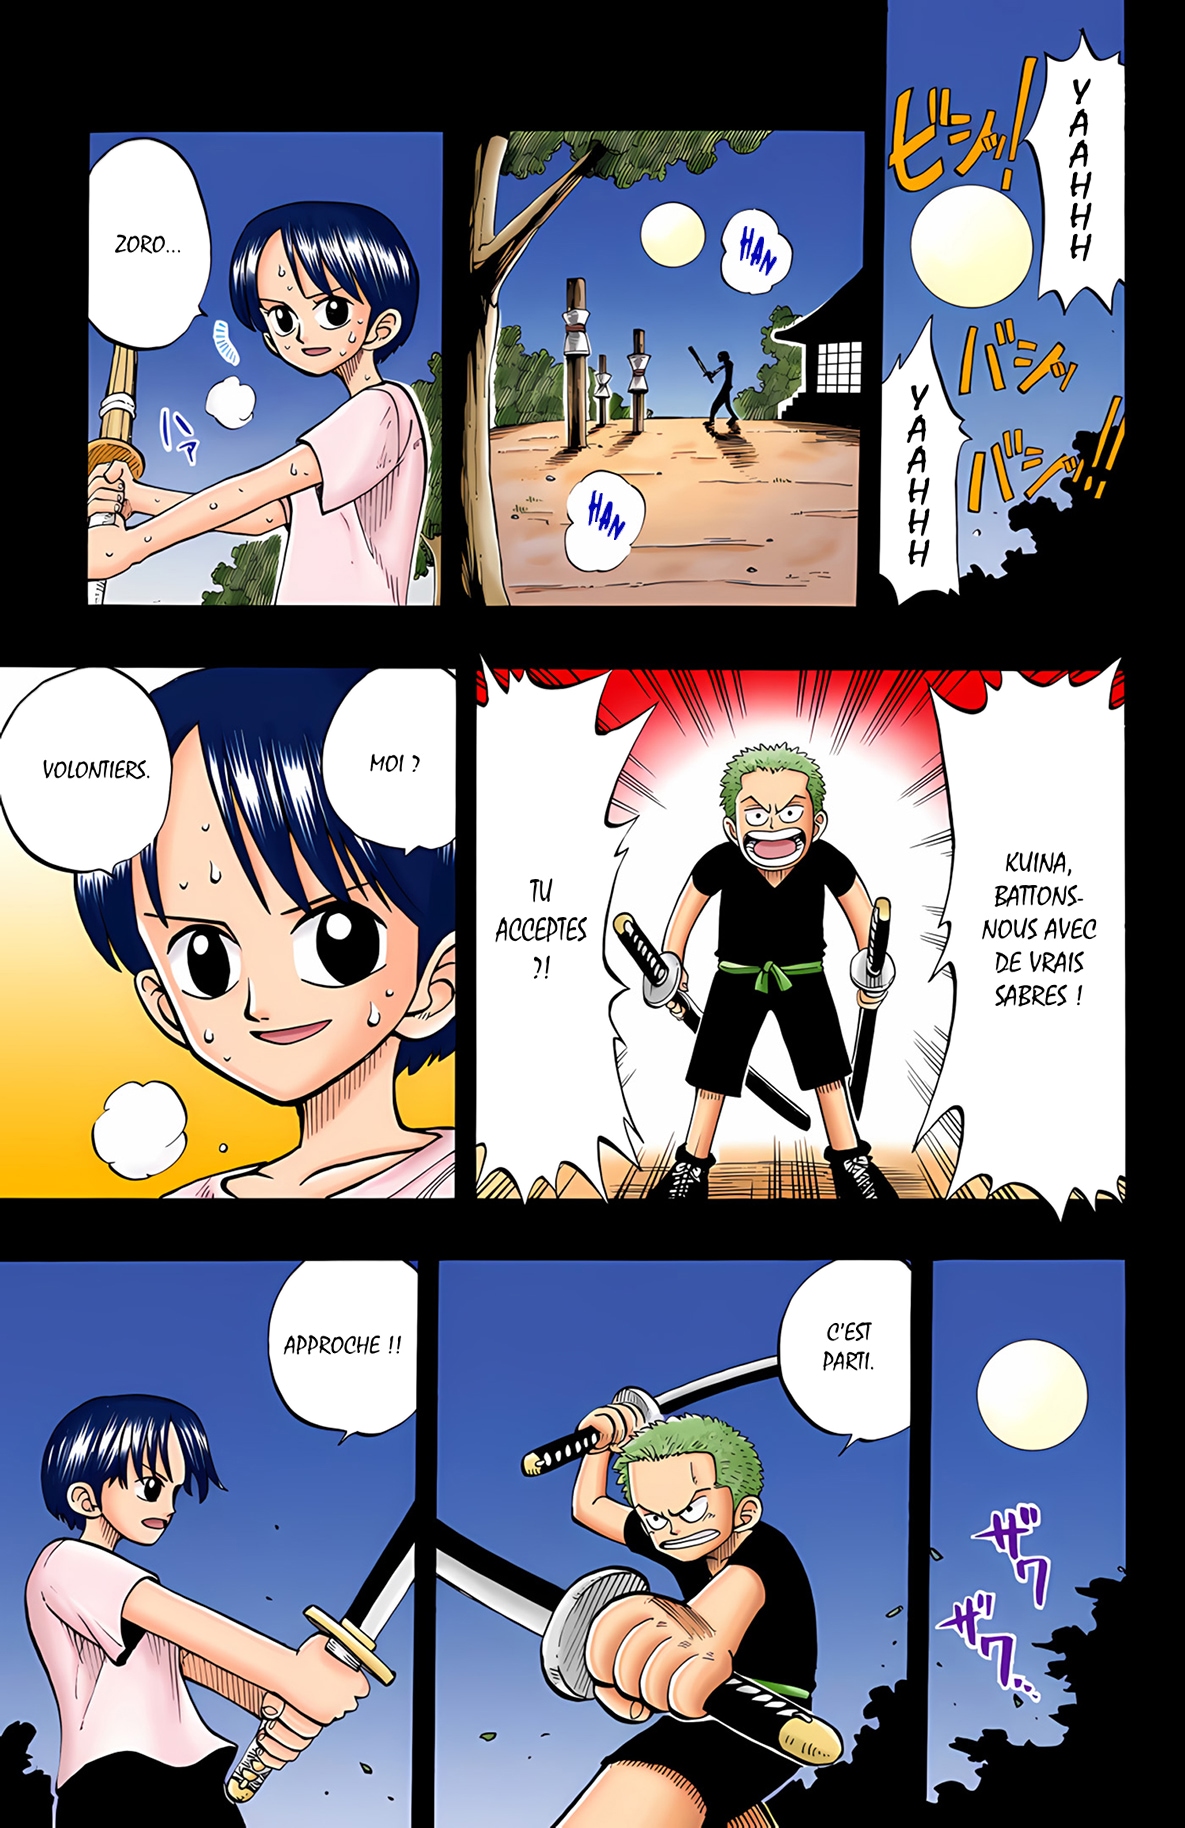 YAAHHH
ビシッ!
バシッ
バシッ!!
YAAHHH
HAN
HAN
ZORO...
ハァ
KUINA,
BATTONS-
NOUS AVEC
DE VRAIS
SABRES !
TU
ACCEPTES
?!
MOI ?
VOLONTIERS.
ザワ
ザワ...
C'EST
PARTI.
APPROCHE !!